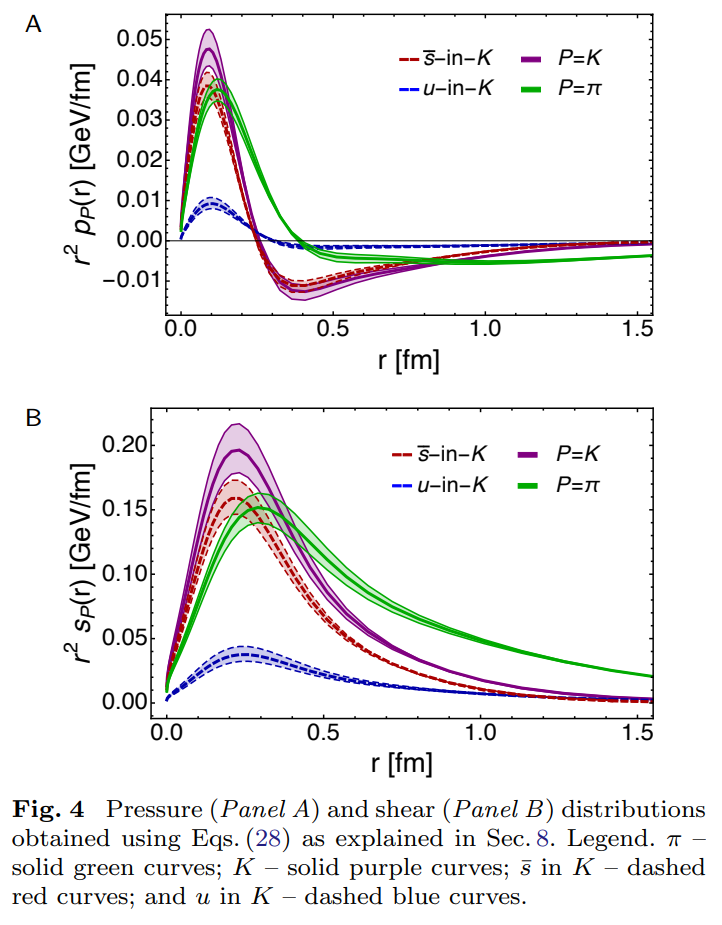 A
r² p_P(r) [GeV/fm]
0.05
0.04
0.03
0.02
0.01
0.00
−0.01
s̅-in-K
P=K
u-in-K
P=π
0.0 0.5 1.0 1.5
r [fm]
B
r² s_P(r) [GeV/fm]
0.20
0.15
0.10
0.05
0.00
s̅-in-K
P=K
u-in-K
P=π
0.0 0.5 1.0 1.5
r [fm]
Fig. 4 Pressure (Panel A) and shear (Panel B) distributions
obtained using Eqs. (28) as explained in Sec. 8. Legend. π –
solid green curves; K – solid purple curves; s̅ in K – dashed
red curves; and u in K – dashed blue curves.